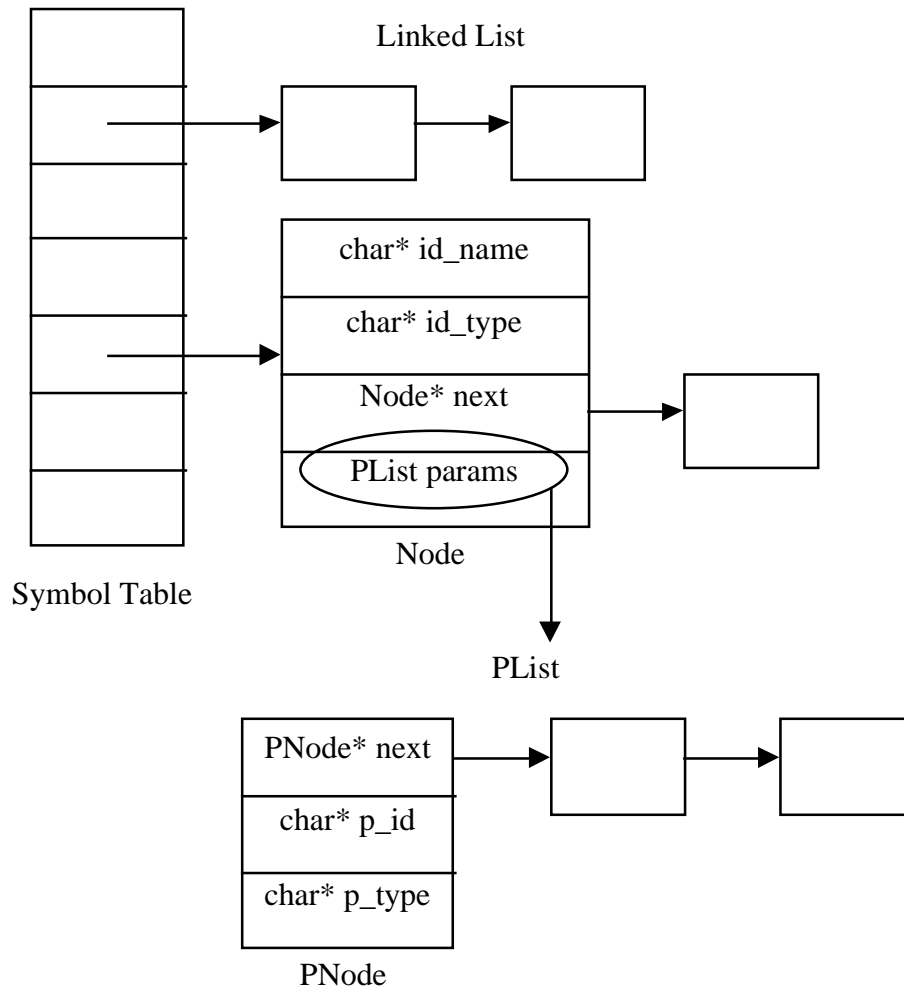 Linked List
char* id_name
char* id_type
Node* next
PList params
Node
Symbol Table
PList
PNode* next
char* p_id
char* p_type
PNode